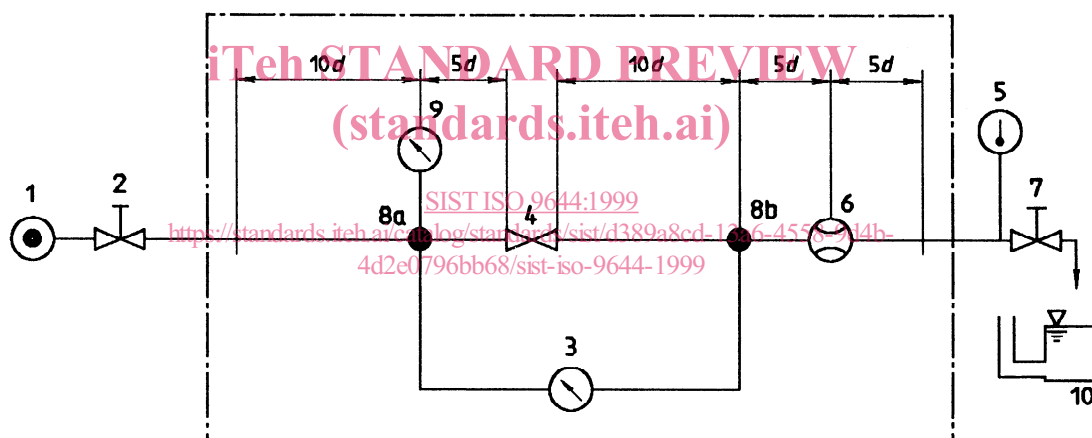 iTeh STANDARD PREVIEW
10d 5d 10d 5d 5d
(standards.iteh.ai)
9 5
1 2 8a 4 8b 6 7
SIST ISO 9644:1999
https://standards.iteh.ai/catalog/standards/sist/d389a8cd-13a6-4558-9d4b-
4d2e0796bb68/sist-iso-9644-1999
3
10